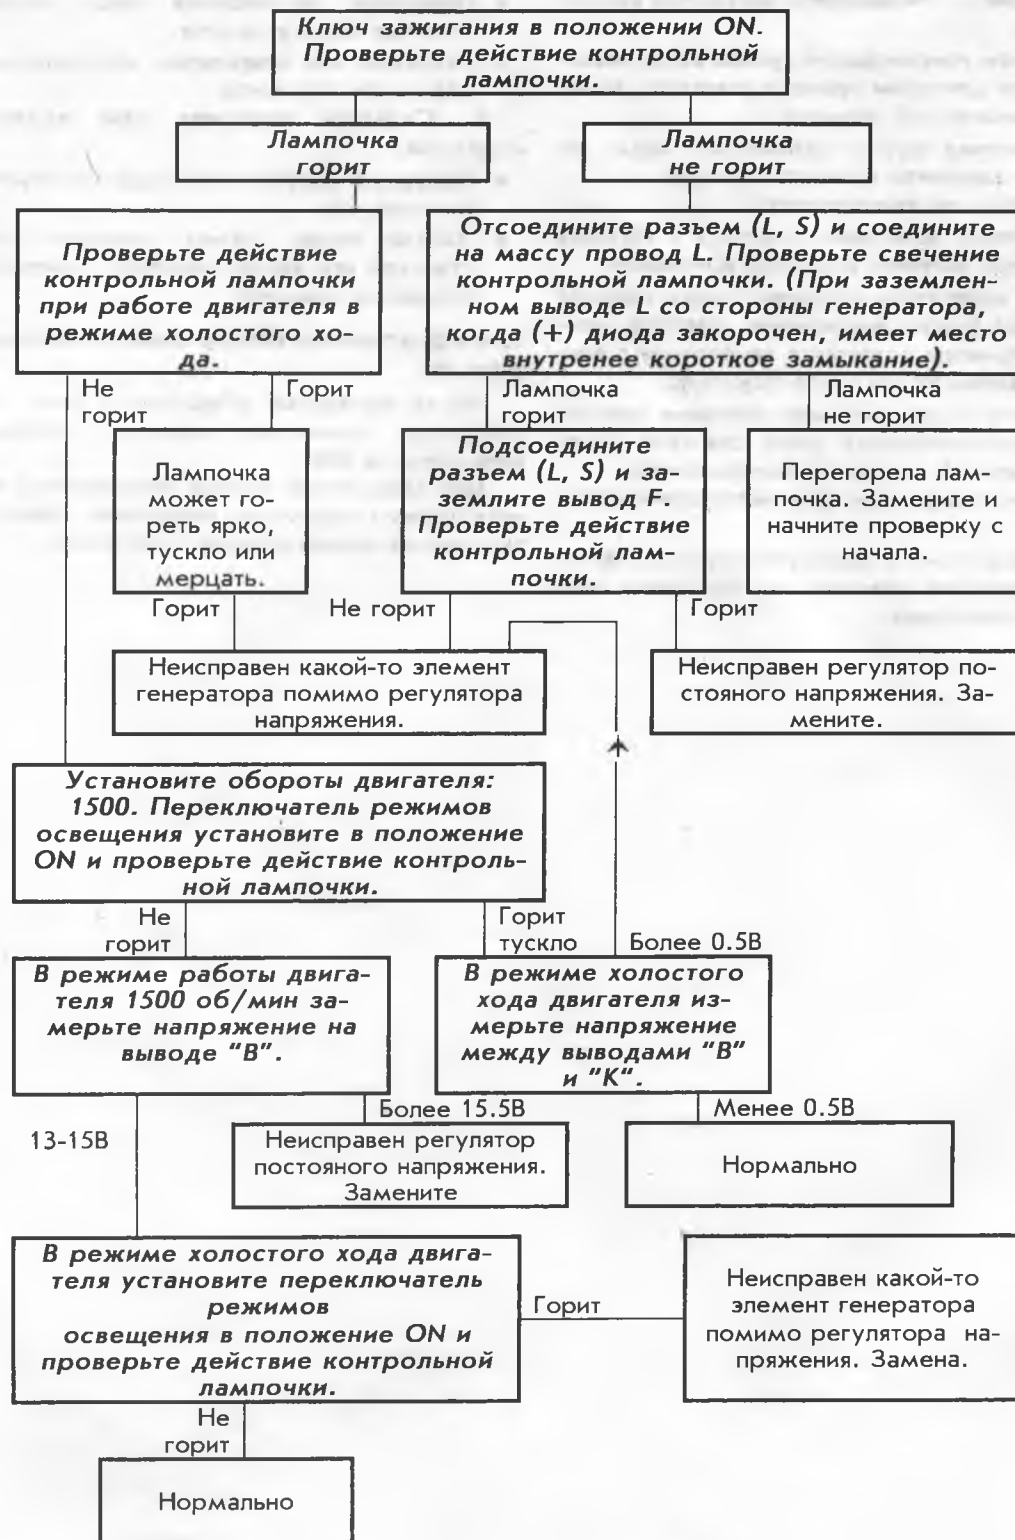 Ключ зажигания в положении ON.
Проверьте действие контрольной
лампочки.
Лампочка
горит
Лампочка
не горит
Проверьте действие
контрольной лампочки
при работе двигателя в
режиме холостого хо-
да.
Отсоедините разъем (L, S) и соедините
на массу провод L. Проверьте свечение
контрольной лампочки. (При заземлен-
ном выводе L со стороны генератора,
когда (+) диода закорочен, имеет место
внутренее короткое замыкание).
Не
горит
Горит
Лампочка
горит
Лампочка
не горит
Лампочка
может го-
реть ярко,
тускло или
мерцать.
Подсоедините
разъем (L, S) и за-
землите вывод F.
Проверьте действие
контрольной лам-
почки.
Перегорела лам-
почка. Замените и
начните проверку с
начала.
Горит
Не горит
Горит
Неисправен какой-то элемент
генератора помимо регулятора
напряжения.
Неисправен регулятор по-
стояного напряжения. За-
мените.
Установите обороты двигателя:
1500. Переключатель режимов
освещения установите в положение
ON и проверьте действие контроль-
ной лампочки.
Не
горит
Горит
тускло
Более 0.5В
В режиме работы двига-
теля 1500 об/мин за-
мерьте напряжение на
выводе "В".
В режиме холостого
хода двигателя из-
мерьте напряжение
между выводами "В"
и "К".
13-15В
Более 15.5В
Менее 0.5В
Неисправен регулятор
постояного напряжения.
Замените
Нормально
В режиме холостого хода двига-
теля установите переключатель
режимов
освещения в положение ON и
проверьте действие контрольной
лампочки.
Горит
Неисправен какой-то
элемент генератора
помимо регулятора на-
пряжения. Замена.
Не
горит
Нормально